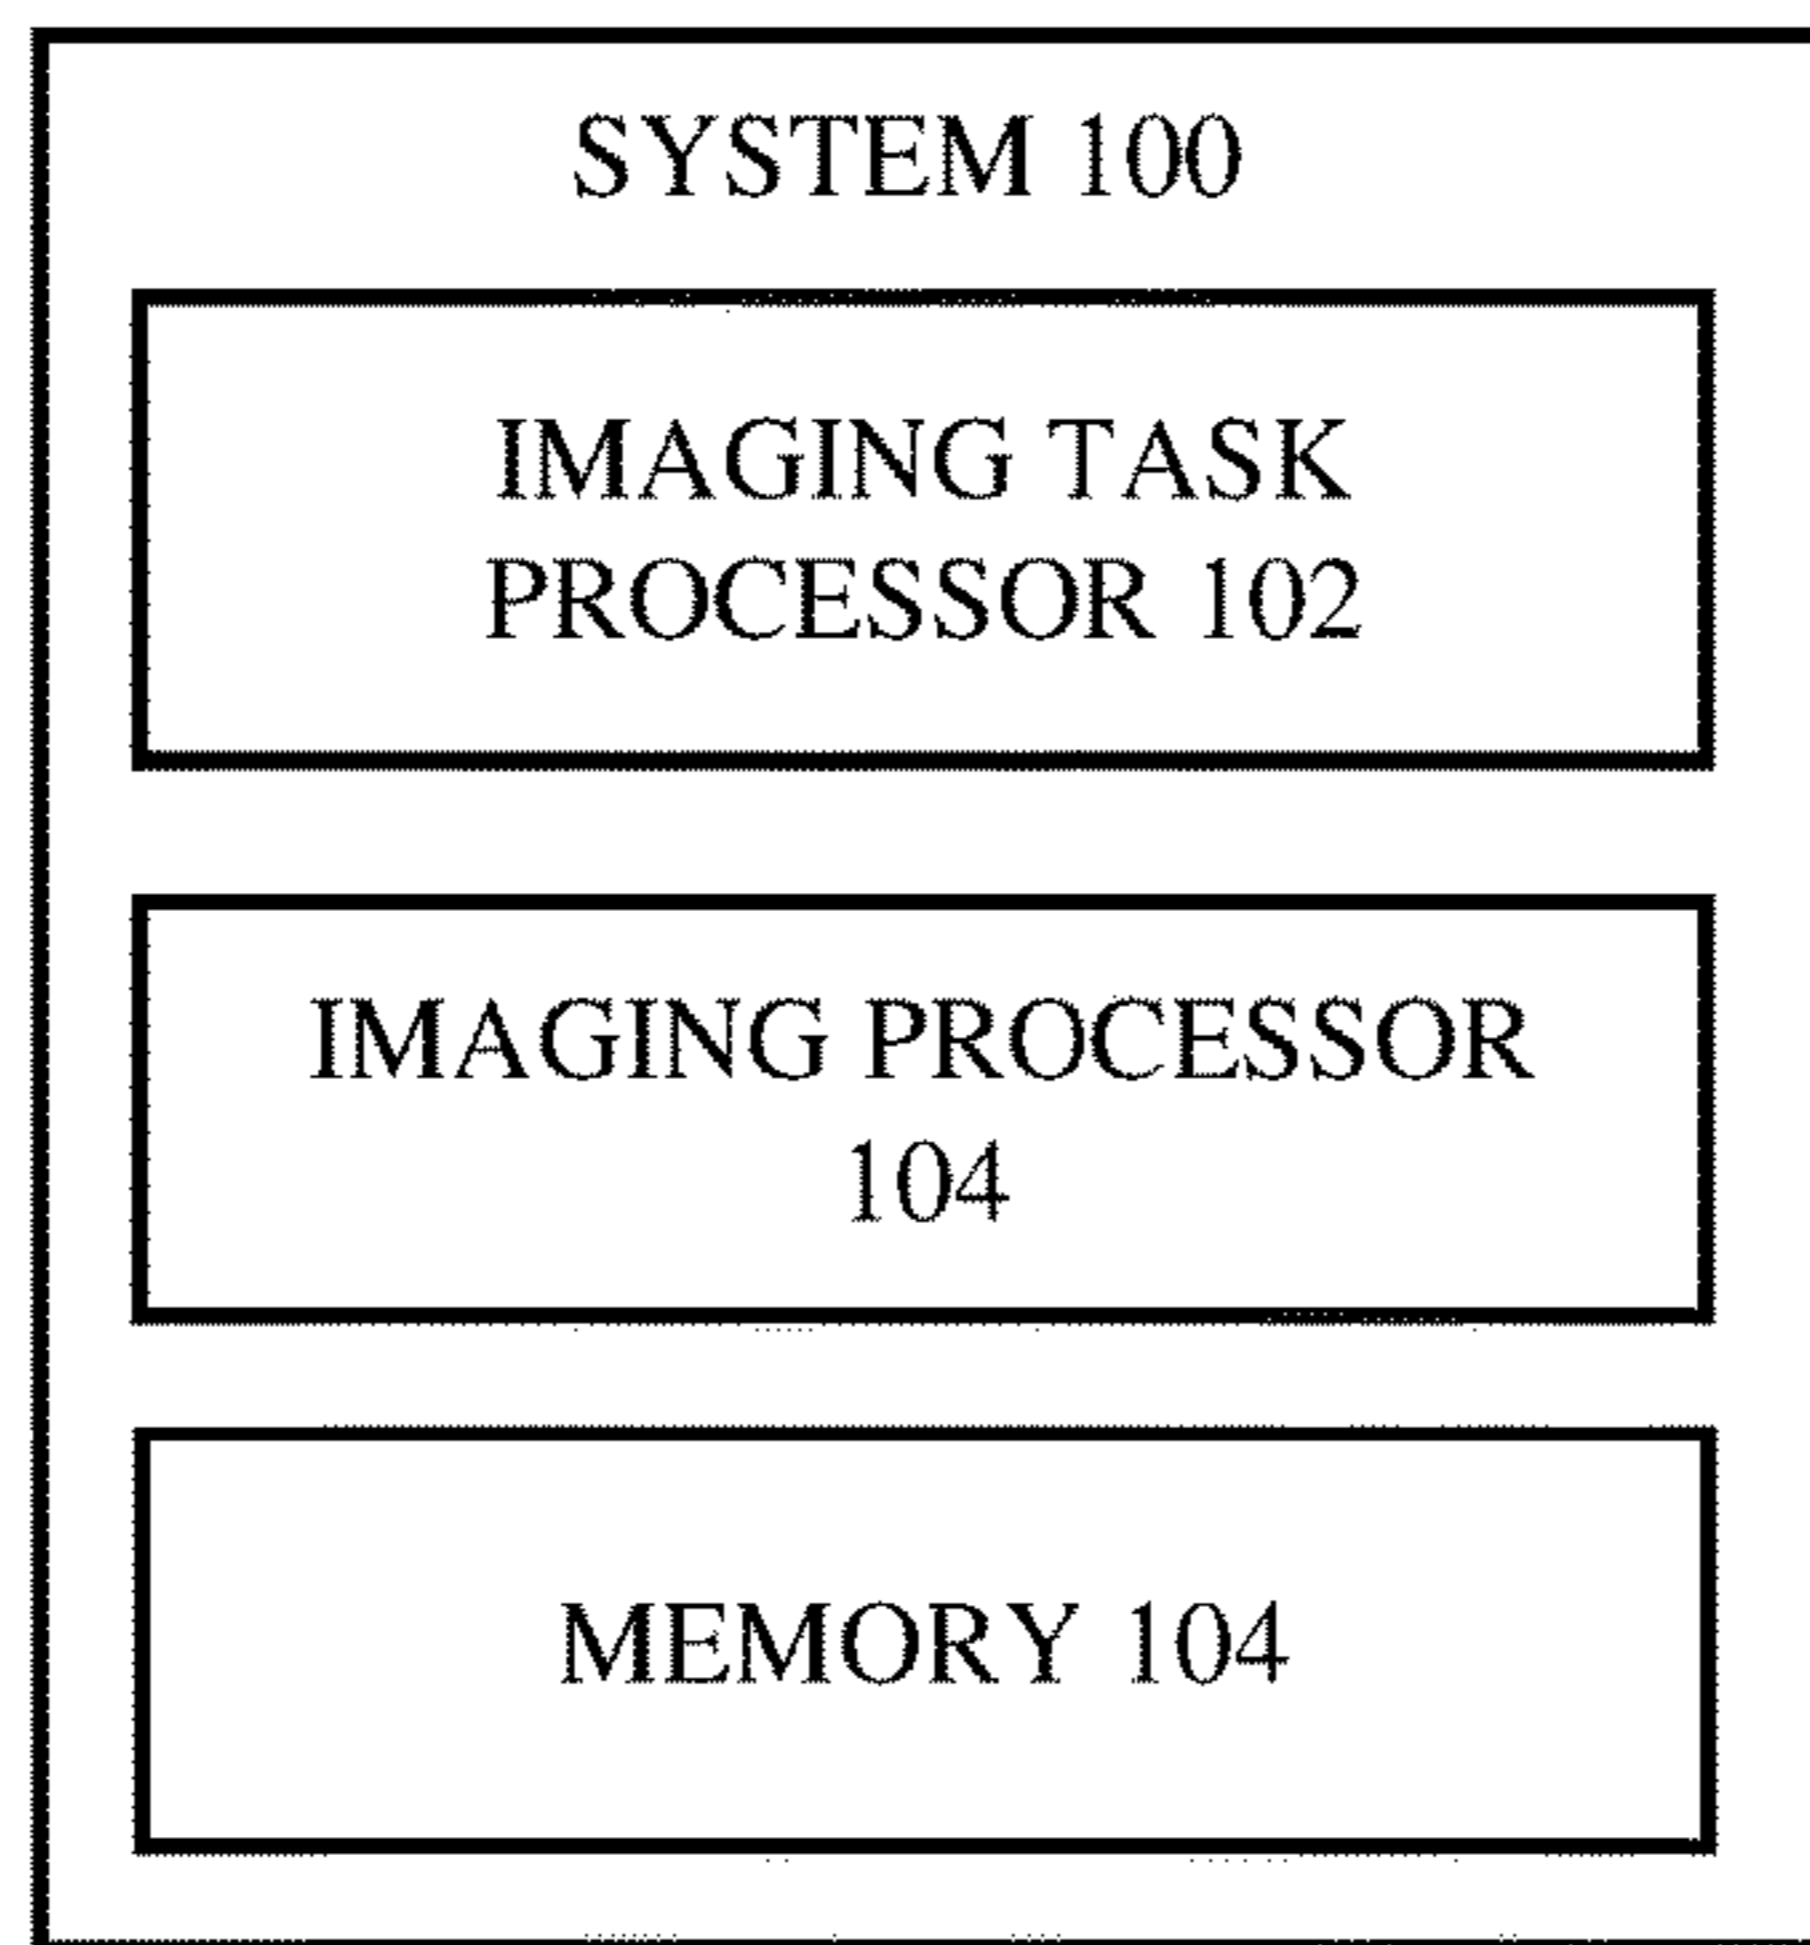 SYSTEM 100
IMAGING TASK
PROCESSOR 102
IMAGING PROCESSOR
104
MEMORY 104